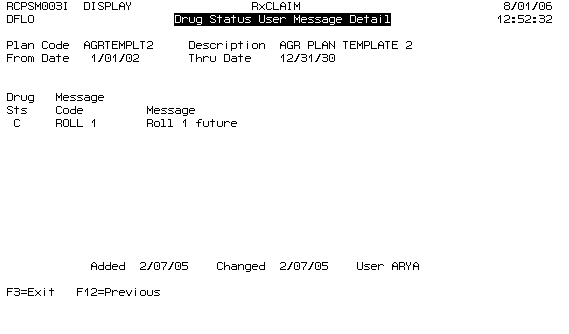 RCPSM003I DISPLAY RxCLAIM 8/01/06
DFLO Drug Status User Message Detail 12:52:32
Plan Code AGRTEMPLT2 Description AGR PLAN TEMPLATE 2
From Date 1/01/02 Thru Date 12/31/30
Drug Message
Sts Code Message
C ROLL 1 Roll 1 future
Added 2/07/05 Changed 2/07/05 User ARYA
F3=Exit F12=Previous